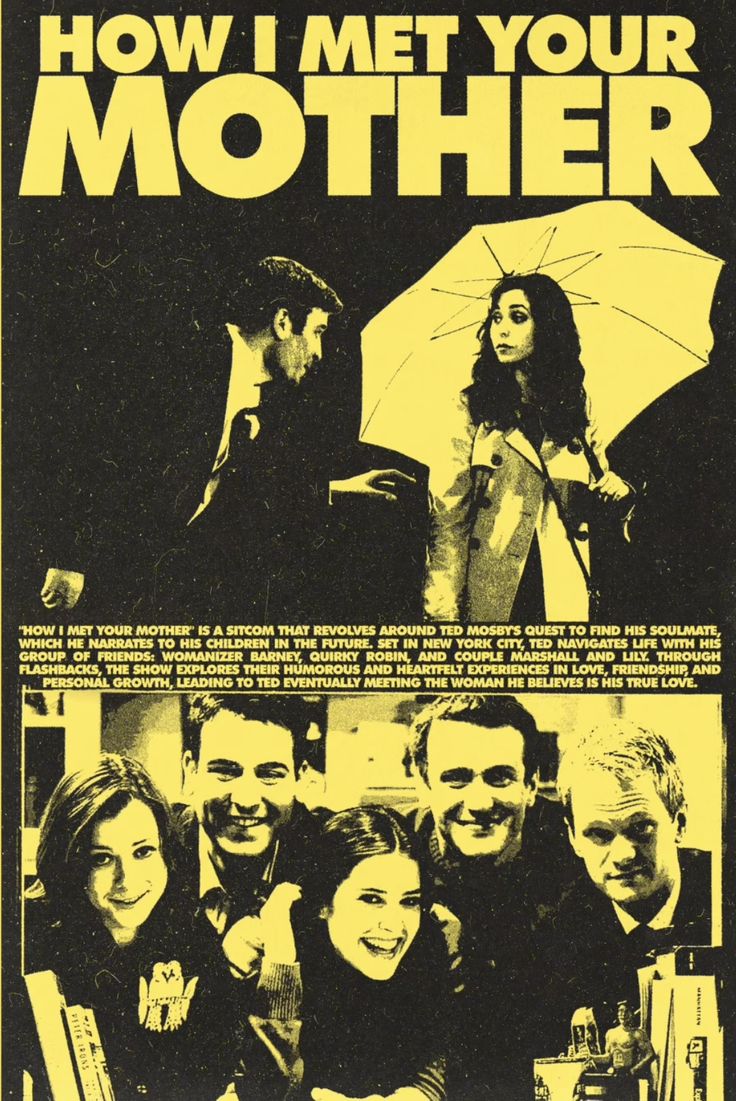 HOW I MET YOUR
MOTHER
"HOW I MET YOUR MOTHER" IS A SITCOM THAT REVOLVES AROUND TED MOSBY'S QUEST TO FIND HIS SOULMATE,
WHICH HE NARRATES TO HIS CHILDREN IN THE FUTURE. SET IN NEW YORK CITY, TED NAVIGATES LIFE WITH HIS
GROUP OF FRIENDS: WOMANIZER BARNEY, QUIRKY ROBIN, AND COUPLE MARSHALL AND LILY. THROUGH
FLASHBACKS, THE SHOW EXPLORES THEIR HUMOROUS AND HEARTFELT EXPERIENCES IN LOVE, FRIENDSHIP, AND
PERSONAL GROWTH, LEADING TO TED EVENTUALLY MEETING THE WOMAN HE BELIEVES IS HIS TRUE LOVE.
MANHATTAN